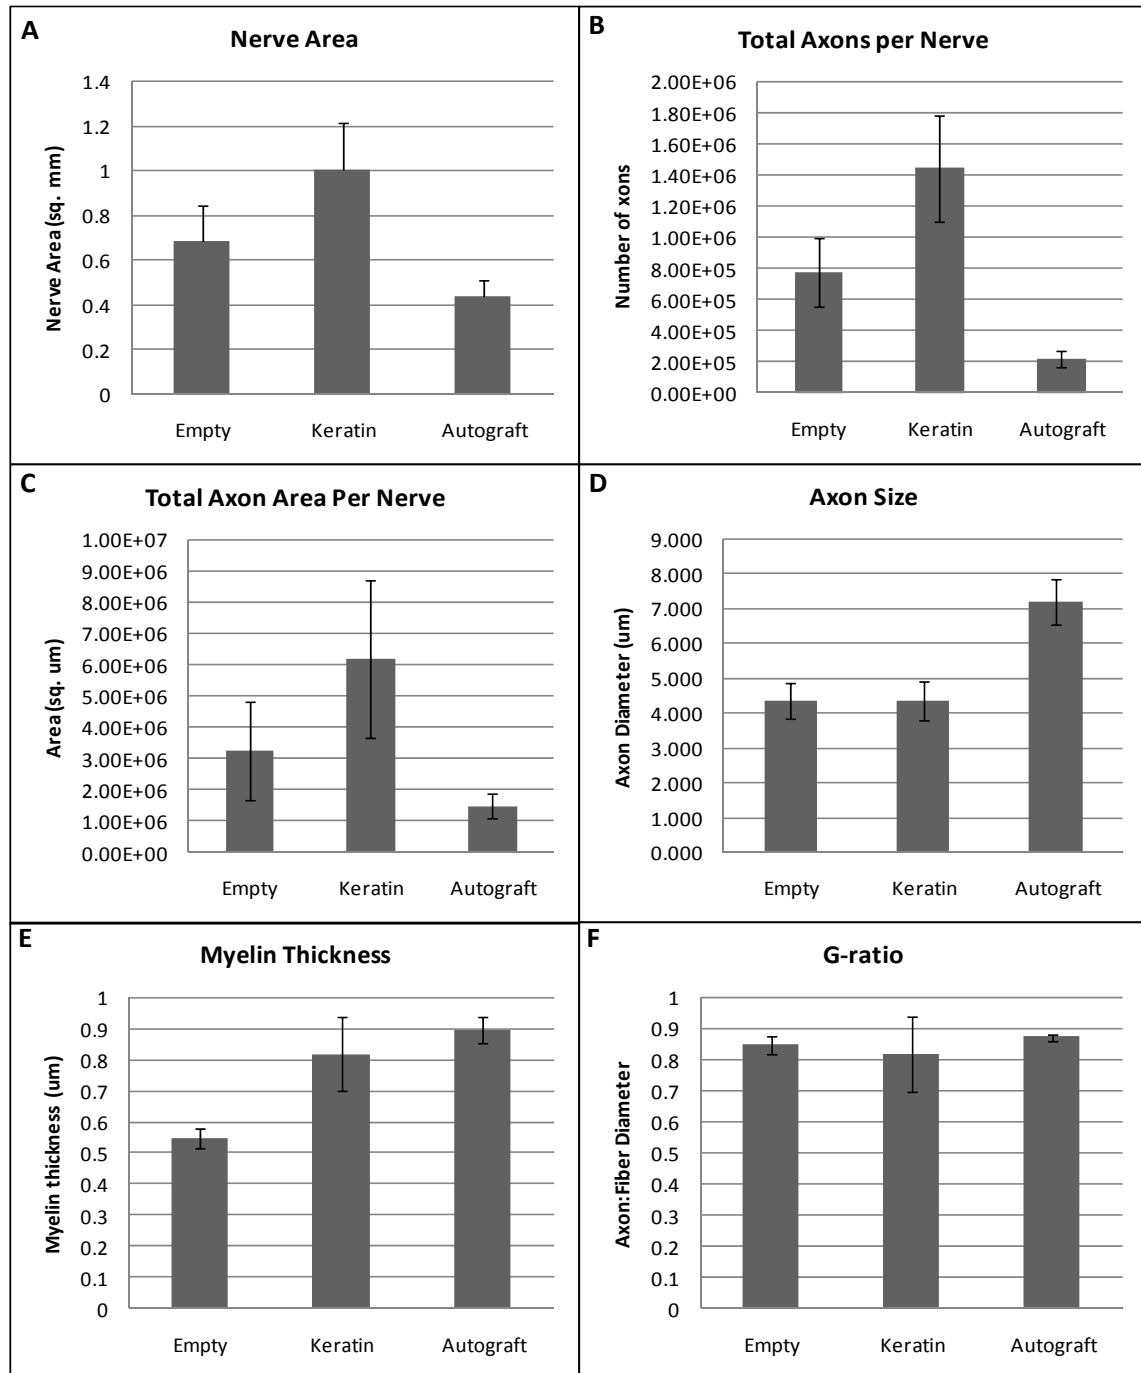 A
Nerve Area
Nerve Area (sq. mm)
1.4
1.2
1
0.8
0.6
0.4
0.2
0
Empty Keratin Autograft
B
Total Axons per Nerve
Number of xons
2.00E+06
1.80E+06
1.60E+06
1.40E+06
1.20E+06
1.00E+06
8.00E+05
6.00E+05
4.00E+05
2.00E+05
0.00E+00
Empty Keratin Autograft
C
Total Axon Area Per Nerve
Area (sq. um)
1.00E+07
9.00E+06
8.00E+06
7.00E+06
6.00E+06
5.00E+06
4.00E+06
3.00E+06
2.00E+06
1.00E+06
0.00E+00
Empty Keratin Autograft
D
Axon Size
Axon Diameter (um)
9.000
8.000
7.000
6.000
5.000
4.000
3.000
2.000
1.000
0.000
Empty Keratin Autograft
E
Myelin Thickness
Myelin thickness (um)
1
0.9
0.8
0.7
0.6
0.5
0.4
0.3
0.2
0.1
0
Empty Keratin Autograft
F
G-ratio
Axon:Fiber Diameter
1
0.9
0.8
0.7
0.6
0.5
0.4
0.3
0.2
0.1
0
Empty Keratin Autograft